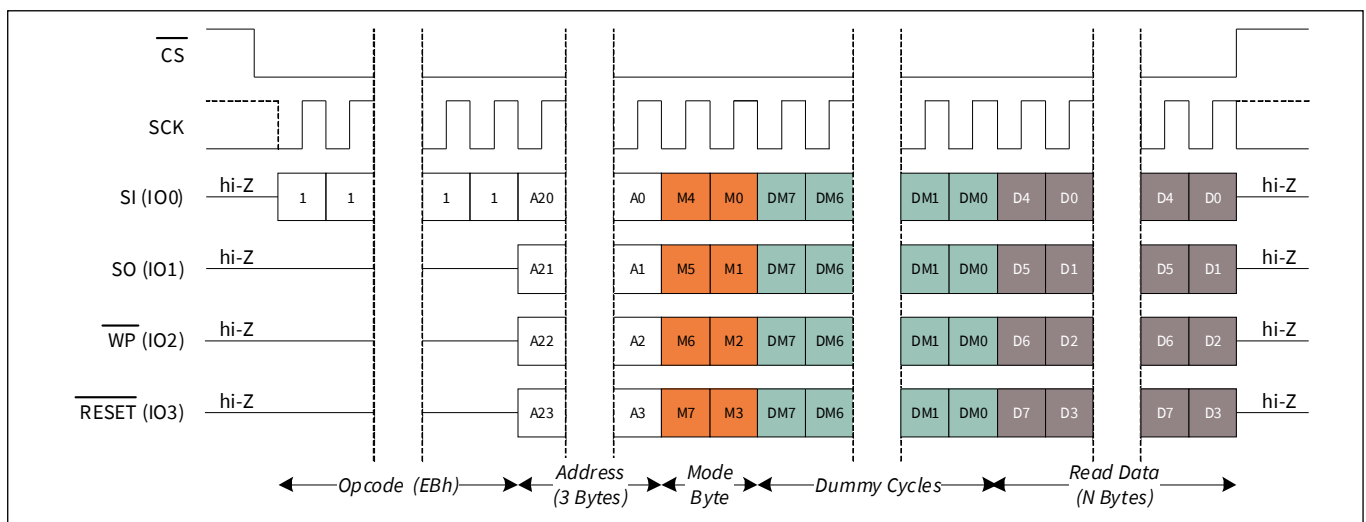 CS
SCK
SI (IO0) hi-Z 1 1 1 1 A20 A0 M4 M0 DM7 DM6 DM1 DM0 D4 D0 D4 D0 hi-Z
SO (IO1) hi-Z A21 A1 M5 M1 DM7 DM6 DM1 DM0 D5 D1 D5 D1
WP (IO2) hi-Z A22 A2 M6 M2 DM7 DM6 DM1 DM0 D6 D2 D6 D2 hi-Z
RESET (IO3) hi-Z A23 A3 M7 M3 DM7 DM6 DM1 DM0 D7 D3 D7 D3 hi-Z
Opcode (EBh) Address (3 Bytes) Mode Byte Dummy Cycles Read Data (N Bytes)